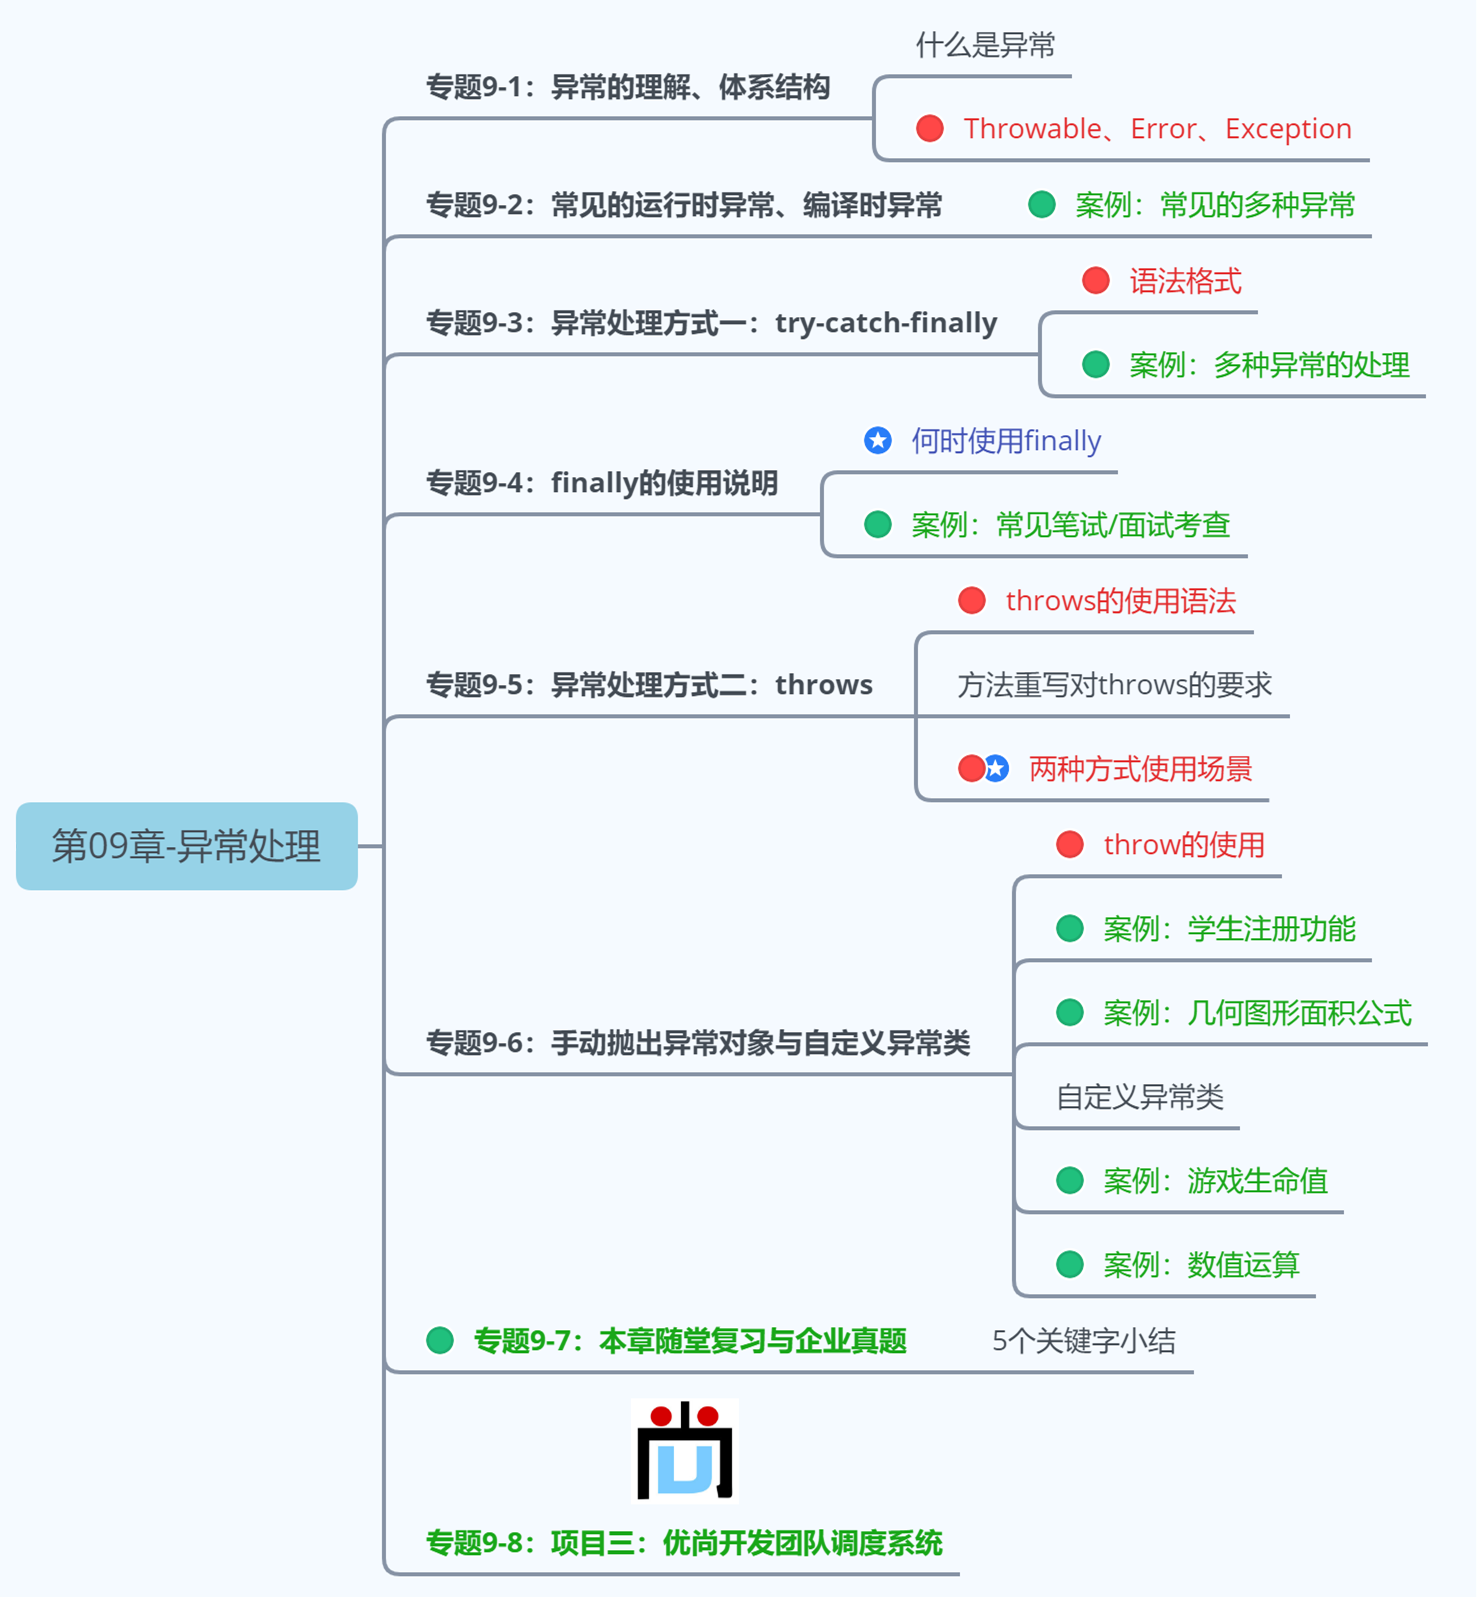 第09章-异常处理
专题9-1：异常的理解、体系结构
什么是异常
Throwable、Error、Exception
专题9-2：常见的运行时异常、编译时异常
案例：常见的多种异常
专题9-3：异常处理方式一：try-catch-finally
语法格式
案例：多种异常的处理
专题9-4：finally的使用说明
何时使用finally
案例：常见笔试/面试考查
专题9-5：异常处理方式二：throws
throws的使用语法
方法重写对throws的要求
两种方式使用场景
专题9-6：手动抛出异常对象与自定义异常类
throw的使用
案例：学生注册功能
案例：几何图形面积公式
自定义异常类
案例：游戏生命值
案例：数值运算
专题9-7：本章随堂复习与企业真题
5个关键字小结
专题9-8：项目三：优尚开发团队调度系统